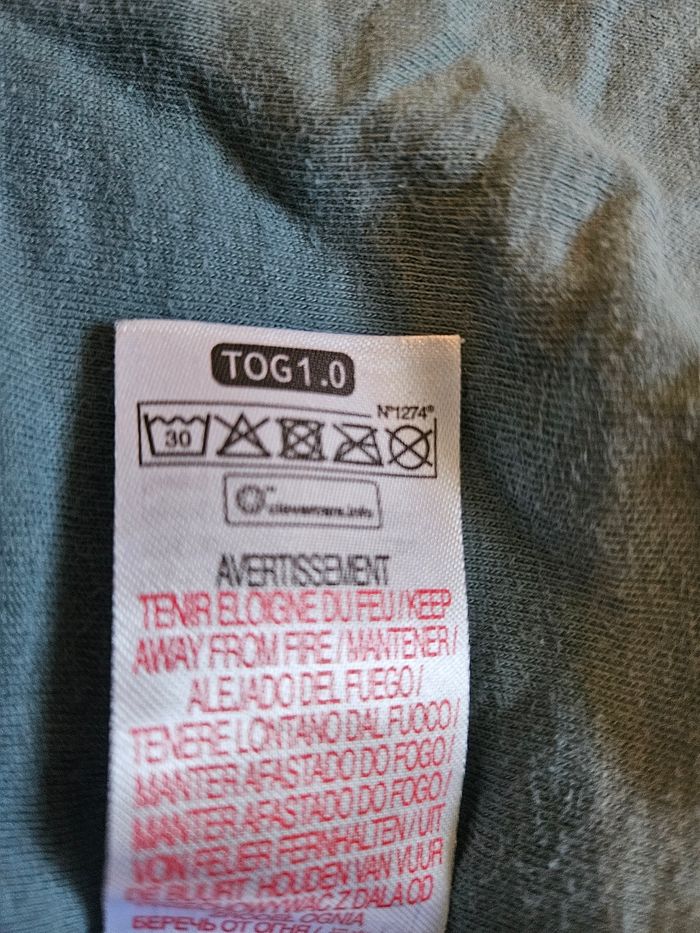 TOG1.0
N°1274®
30
clevercare.info
AVERTISSEMENT
TENIR ELOIGNE DU FEU / KEEP
AWAY FROM FIRE / MANTENER /
ALEJADO DEL FUEGO /
TENERE LONTANO DAL FUOCO /
MANTER AFASTADO DO FOGO /
MANTER AFASTADO DO FOGO /
VON FEUER FERNHALTEN / UIT
DE BUURT HOUDEN VAN VUUR
Z DALA OD
OGNIA
БЕРЕЧЬ ОТ ОГНЯ /